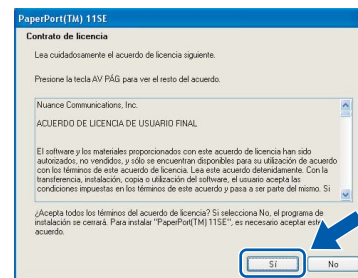 PaperPort(TM) 11SE
Contrato de licencia
Lea cuidadosamente el acuerdo de licencia siguiente.
Presione la tecla AV PÁG para ver el resto del acuerdo.
Nuance Communications, Inc.
ACUERDO DE LICENCIA DE USUARIO FINAL
El software y los materiales proporcionados con este acuerdo de licencia han sido
autorizados, no vendidos, y sólo se encuentran disponibles para su utilización de acuerdo
con los términos de este acuerdo de licencia. Lea este acuerdo detenidamente. Con la
transferencia, instalación, copia o utilización del software, el usuario acepta las
condiciones impuestas en los términos de este acuerdo y pasa a ser parte del mismo. Si
¿Acepta todos los términos del acuerdo de licencia? Si selecciona No, el programa de
instalación se cerrará. Para instalar "PaperPort(TM) 11SE", es necesario aceptar este
acuerdo.
Sí
No